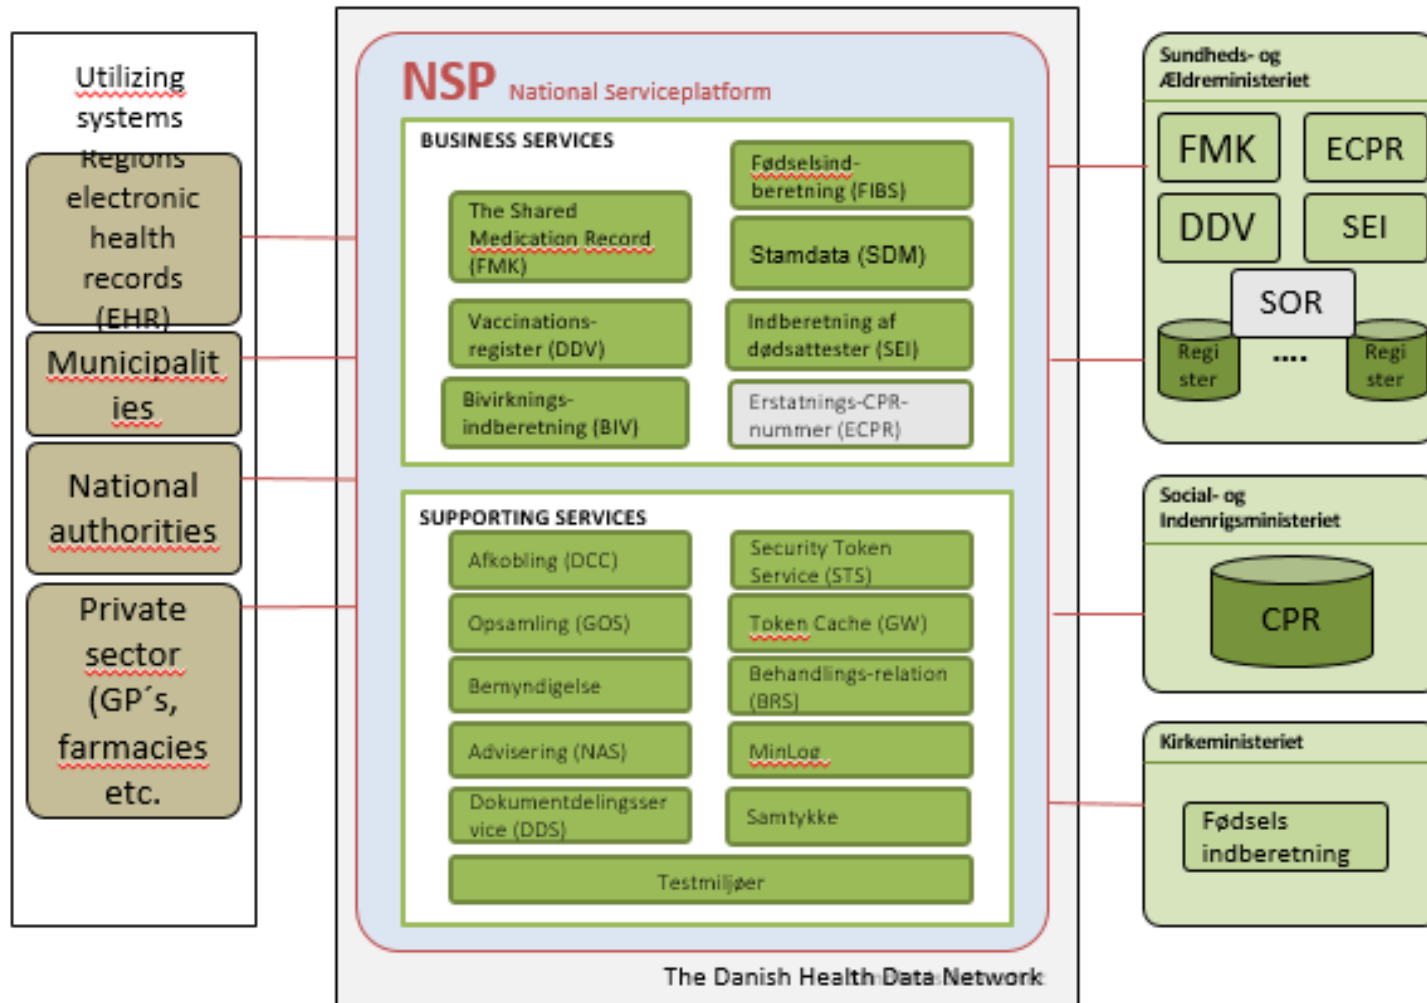 Utilizing
systems
Regions
electronic
health
records
(EHR)
Municipalit
ies
National
authorities
Private
sector
(GP´s,
farmacies
etc.
NSP National Serviceplatform
BUSINESS SERVICES
The Shared
Medication Record
(FMK)
Vaccinations-
register (DDV)
Bivirknings-
indberetning (BIV)
Fødselsind-
beretning (FIBS)
Stamdata (SDM)
Indberetning af
dødsattester (SEI)
Erstatnings-CPR-
nummer (ECPR)
SUPPORTING SERVICES
Afkobling (DCC)
Opsamling (GOS)
Bemyndigelse
Advisering (NAS)
Dokumentdelingsser
vice (DDS)
Security Token
Service (STS)
Token Cache (GW)
Behandlings-relation
(BRS)
MinLog
Samtykke
Testmiljøer
The Danish Health Data Network
Sundheds- og
Ældreministeriet
FMK
ECPR
DDV
SEI
SOR
Regi
ster
....
Regi
ster
Social- og
Indenrigsministeriet
CPR
Kirkeministeriet
Fødsels
indberetning